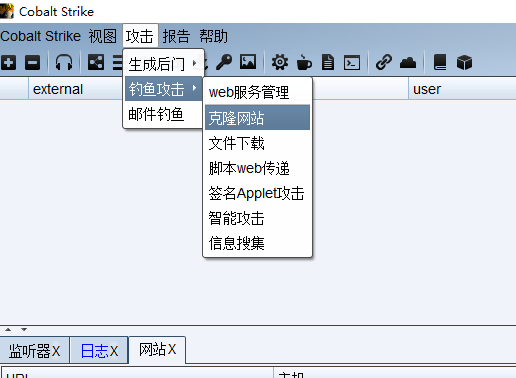 Cobalt Strike
Cobalt Strike 视图 攻击 报告 帮助
生成后门
钓鱼攻击
邮件钓鱼
external
user
web服务管理
克隆网站
文件下载
脚本web传递
签名Applet攻击
智能攻击
信息搜集
监听器X 日志X 网站X
URL 主机